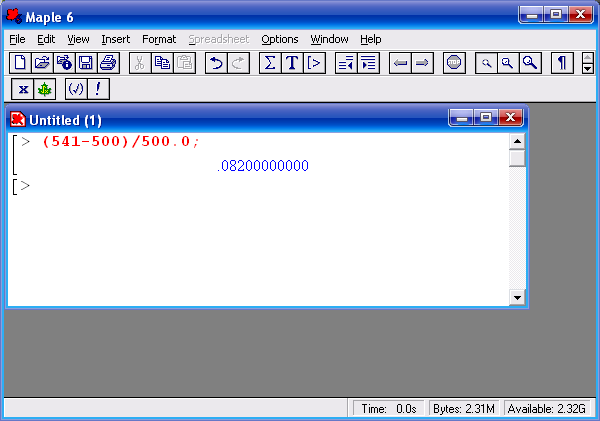 Maple 6
File Edit View Insert Format Spreadsheet Options Window Help
Σ T [>
STOP
¶
x (√) !
Untitled (1)
[> (541-500)/500.0;
.08200000000
[>
Time: 0.0s Bytes: 2.31M Available: 2.32G